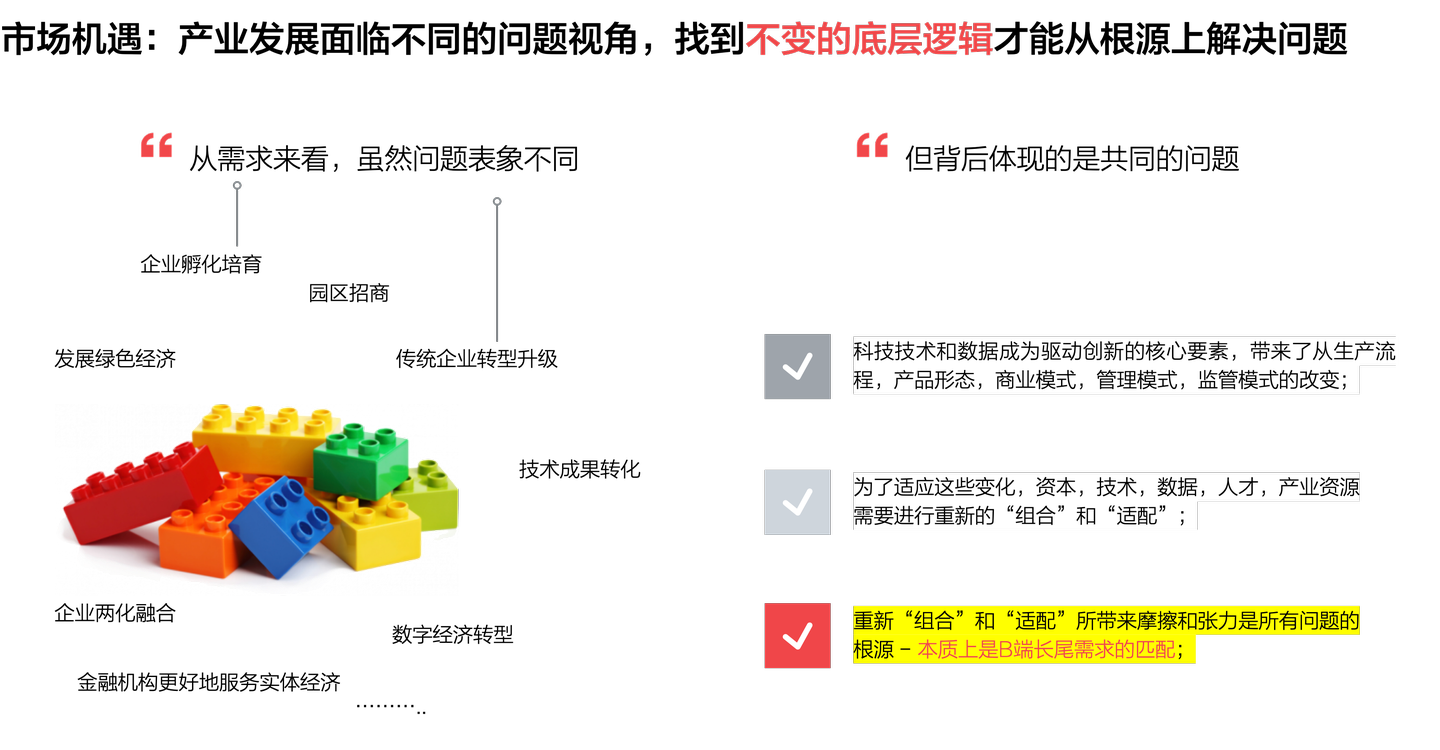 市场机遇：产业发展面临不同的问题视角，找到不变的底层逻辑才能从根源上解决问题
“ 从需求来看，虽然问题表象不同
企业孵化培育
园区招商
发展绿色经济
传统企业转型升级
技术成果转化
企业两化融合
数字经济转型
金融机构更好地服务实体经济
………..
“ 但背后体现的是共同的问题
科技技术和数据成为驱动创新的核心要素，带来了从生产流
程，产品形态，商业模式，管理模式，监管模式的改变；
为了适应这些变化，资本，技术，数据，人才，产业资源
需要进行重新的“组合”和“适配”；
重新“组合”和“适配”所带来摩擦和张力是所有问题的
根源 – 本质上是B端长尾需求的匹配；